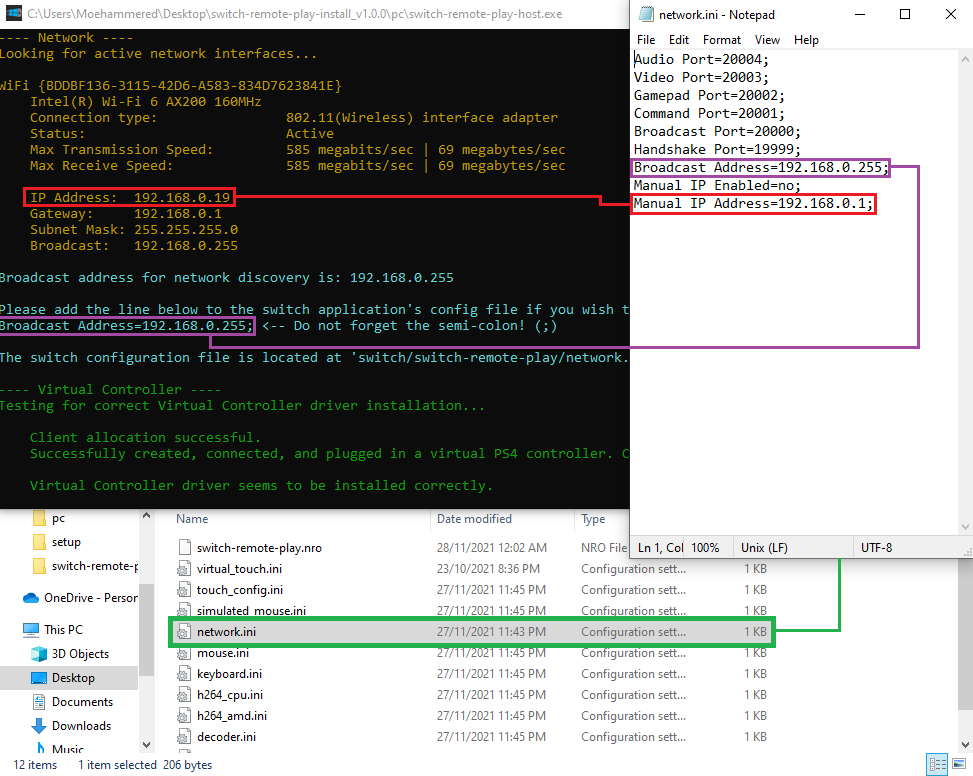 C:\Users\Moehammered\Desktop\switch-remote-play-install_v1.0.0\pc\switch-remote-play-host.exe
---- Network ----
Looking for active network interfaces...
WiFi {BDDBF136-3115-42D6-A583-834D7623841E}
Intel(R) Wi-Fi 6 AX200 160MHz
Connection type: 802.11(Wireless) interface adapter
Status: Active
Max Transmission Speed: 585 megabits/sec | 69 megabytes/sec
Max Receive Speed: 585 megabits/sec | 69 megabytes/sec
IP Address: 192.168.0.19
Gateway: 192.168.0.1
Subnet Mask: 255.255.255.0
Broadcast: 192.168.0.255
Broadcast address for network discovery is: 192.168.0.255
Please add the line below to the switch application's config file if you wish t
Broadcast Address=192.168.0.255; <-- Do not forget the semi-colon! (;)
The switch configuration file is located at 'switch/switch-remote-play/network.
---- Virtual Controller ----
Testing for correct Virtual Controller driver installation...
Client allocation successful.
Successfully created, connected, and plugged in a virtual PS4 controller. C
Virtual Controller driver seems to be installed correctly.
network.ini - Notepad
File Edit Format View Help
Audio Port=20004;
Video Port=20003;
Gamepad Port=20002;
Command Port=20001;
Broadcast Port=20000;
Handshake Port=19999;
Broadcast Address=192.168.0.255;
Manual IP Enabled=no;
Manual IP Address=192.168.0.1;
Ln 1, Col 100% Unix (LF) UTF-8
pc
setup
switch-remote-p
OneDrive - Person
This PC
3D Objects
Desktop
Documents
Downloads
Music
Name Date modified Type
switch-remote-play.nro 28/11/2021 12:02 AM NRO File
virtual_touch.ini 23/10/2021 8:36 PM Configuration sett... 1 KB
touch_config.ini 27/11/2021 11:45 PM Configuration sett... 1 KB
simulated_mouse.ini 27/11/2021 11:45 PM Configuration sett... 1 KB
network.ini 27/11/2021 11:43 PM Configuration sett... 1 KB
mouse.ini 27/11/2021 11:45 PM Configuration sett... 1 KB
keyboard.ini 27/11/2021 11:45 PM Configuration sett... 1 KB
h264_cpu.ini 27/11/2021 11:45 PM Configuration sett... 1 KB
h264_amd.ini 27/11/2021 11:45 PM Configuration sett... 1 KB
decoder.ini 27/11/2021 11:45 PM Configuration sett... 1 KB
12 items 1 item selected 206 bytes